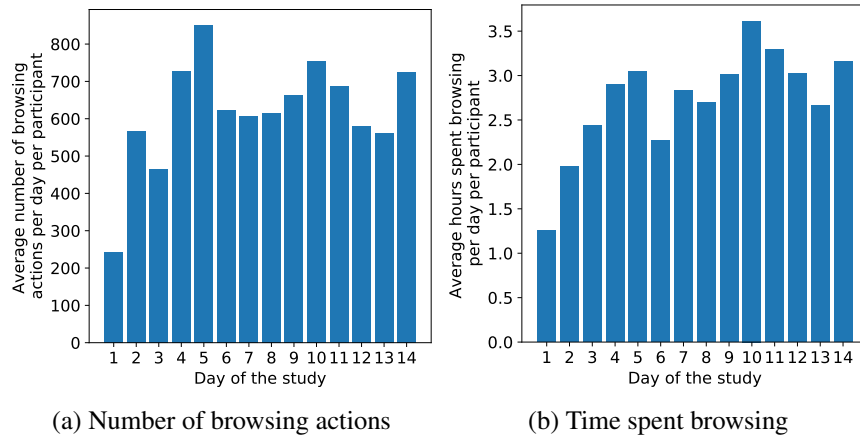 Average number of browsing
actions per day per participant
800
700
600
500
400
300
200
100
0
1 2 3 4 5 6 7 8 9 10 11 12 13 14
Day of the study
(a) Number of browsing actions
Average hours spent browsing
per day per participant
3.5
3.0
2.5
2.0
1.5
1.0
0.5
0.0
1 2 3 4 5 6 7 8 9 10 11 12 13 14
Day of the study
(b) Time spent browsing